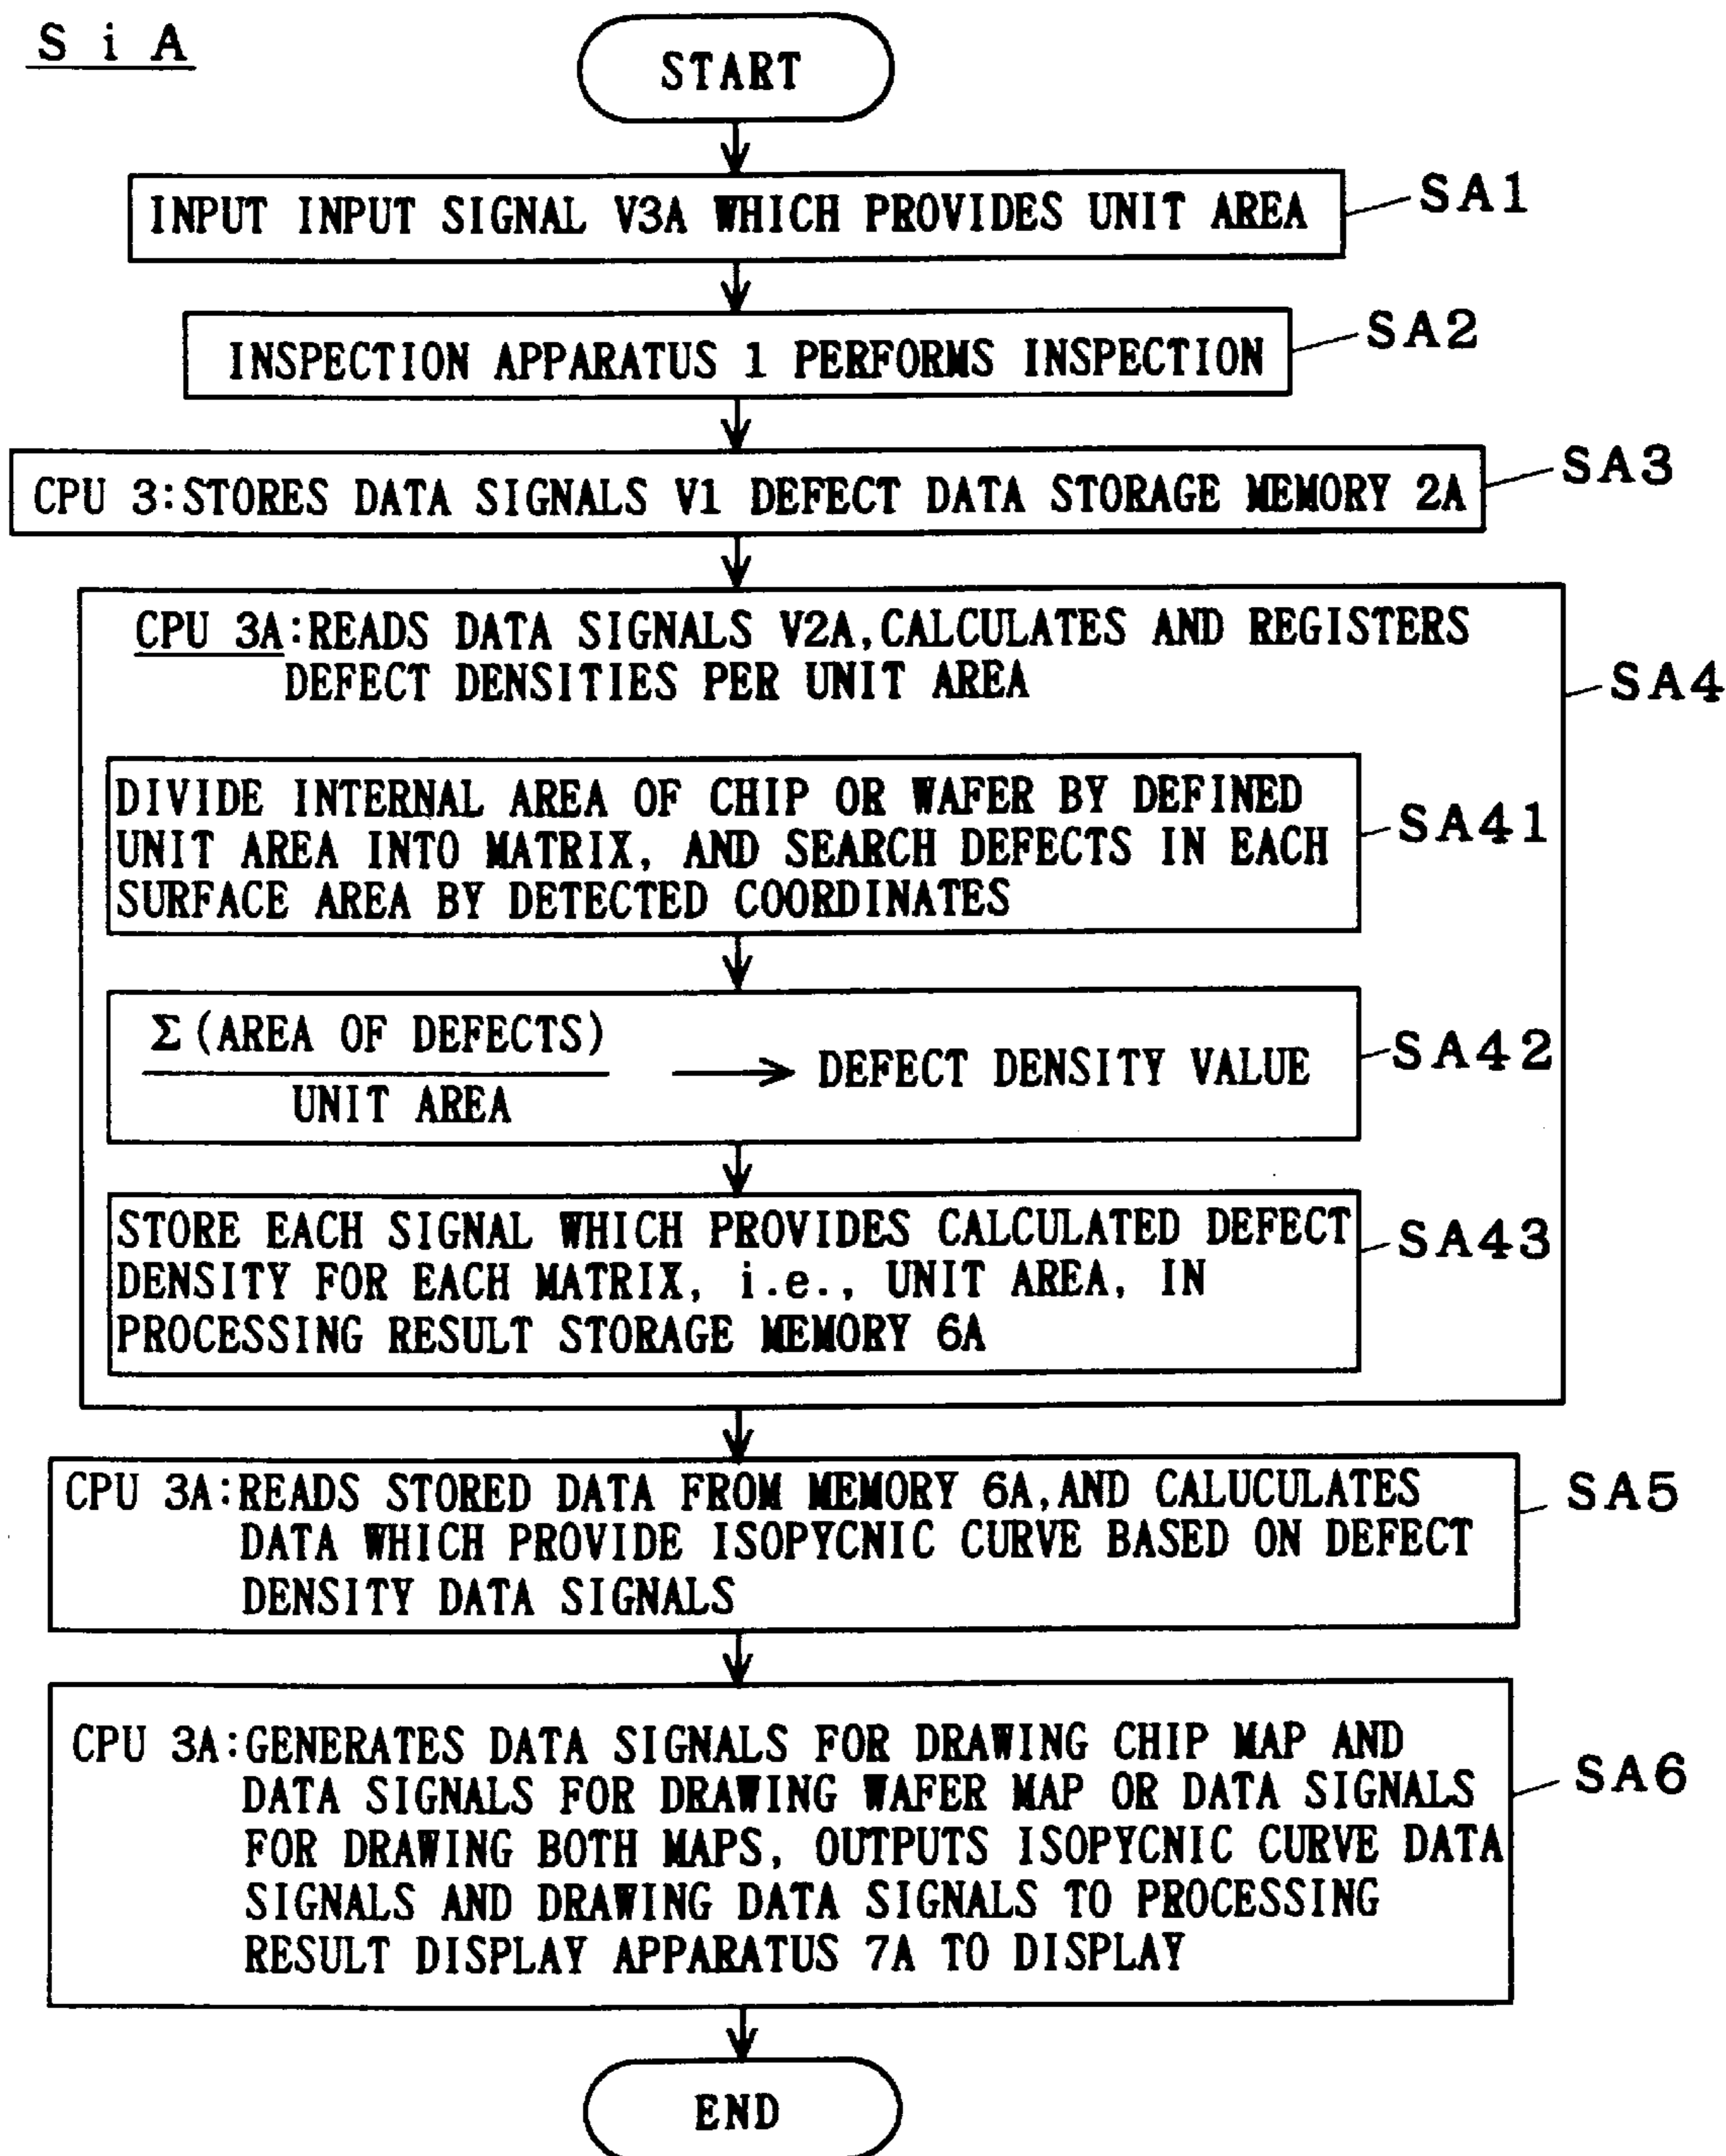 S i A
START
INPUT INPUT SIGNAL V3A WHICH PROVIDES UNIT AREA
SA1
INSPECTION APPARATUS 1 PERFORMS INSPECTION
SA2
CPU 3:STORES DATA SIGNALS V1 DEFECT DATA STORAGE MEMORY 2A
SA3
CPU 3A:READS DATA SIGNALS V2A,CALCULATES AND REGISTERS
DEFECT DENSITIES PER UNIT AREA
SA4
DIVIDE INTERNAL AREA OF CHIP OR WAFER BY DEFINED
UNIT AREA INTO MATRIX, AND SEARCH DEFECTS IN EACH
SURFACE AREA BY DETECTED COORDINATES
SA41
Σ(AREA OF DEFECTS)
UNIT AREA
→ DEFECT DENSITY VALUE
SA42
STORE EACH SIGNAL WHICH PROVIDES CALCULATED DEFECT
DENSITY FOR EACH MATRIX, i.e., UNIT AREA, IN
PROCESSING RESULT STORAGE MEMORY 6A
SA43
CPU 3A:READS STORED DATA FROM MEMORY 6A,AND CALUCULATES
DATA WHICH PROVIDE ISOPYCNIC CURVE BASED ON DEFECT
DENSITY DATA SIGNALS
SA5
CPU 3A:GENERATES DATA SIGNALS FOR DRAWING CHIP MAP AND
DATA SIGNALS FOR DRAWING WAFER MAP OR DATA SIGNALS
FOR DRAWING BOTH MAPS, OUTPUTS ISOPYCNIC CURVE DATA
SIGNALS AND DRAWING DATA SIGNALS TO PROCESSING
RESULT DISPLAY APPARATUS 7A TO DISPLAY
SA6
END